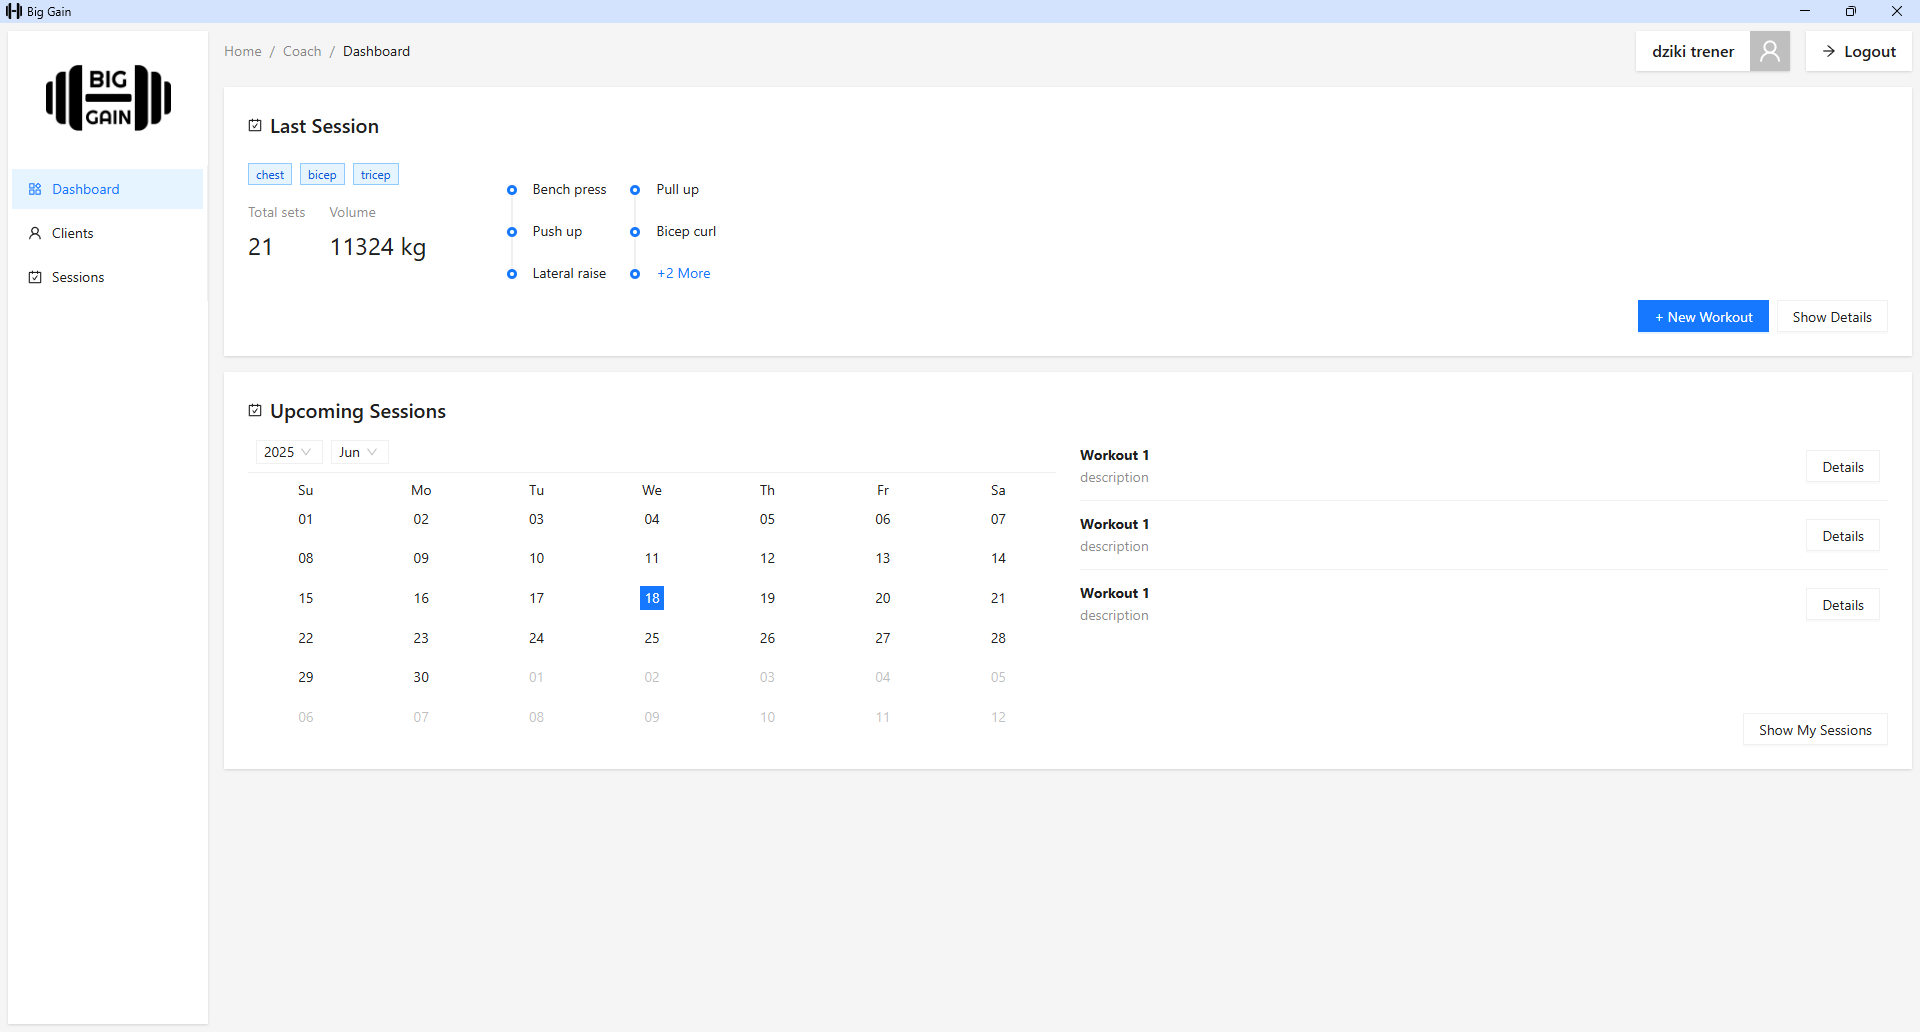 Big Gain
BIG
GAIN
Dashboard
Clients
Sessions
Home / Coach / Dashboard
dziki trener
Logout
Last Session
chest bicep tricep
Total sets Volume
21 11324 kg
Bench press Pull up
Push up Bicep curl
Lateral raise +2 More
+ New Workout Show Details
Upcoming Sessions
2025 Jun
Su Mo Tu We Th Fr Sa
01 02 03 04 05 06 07
08 09 10 11 12 13 14
15 16 17 18 19 20 21
22 23 24 25 26 27 28
29 30 01 02 03 04 05
06 07 08 09 10 11 12
Workout 1
description
Details
Workout 1
description
Details
Workout 1
description
Details
Show My Sessions